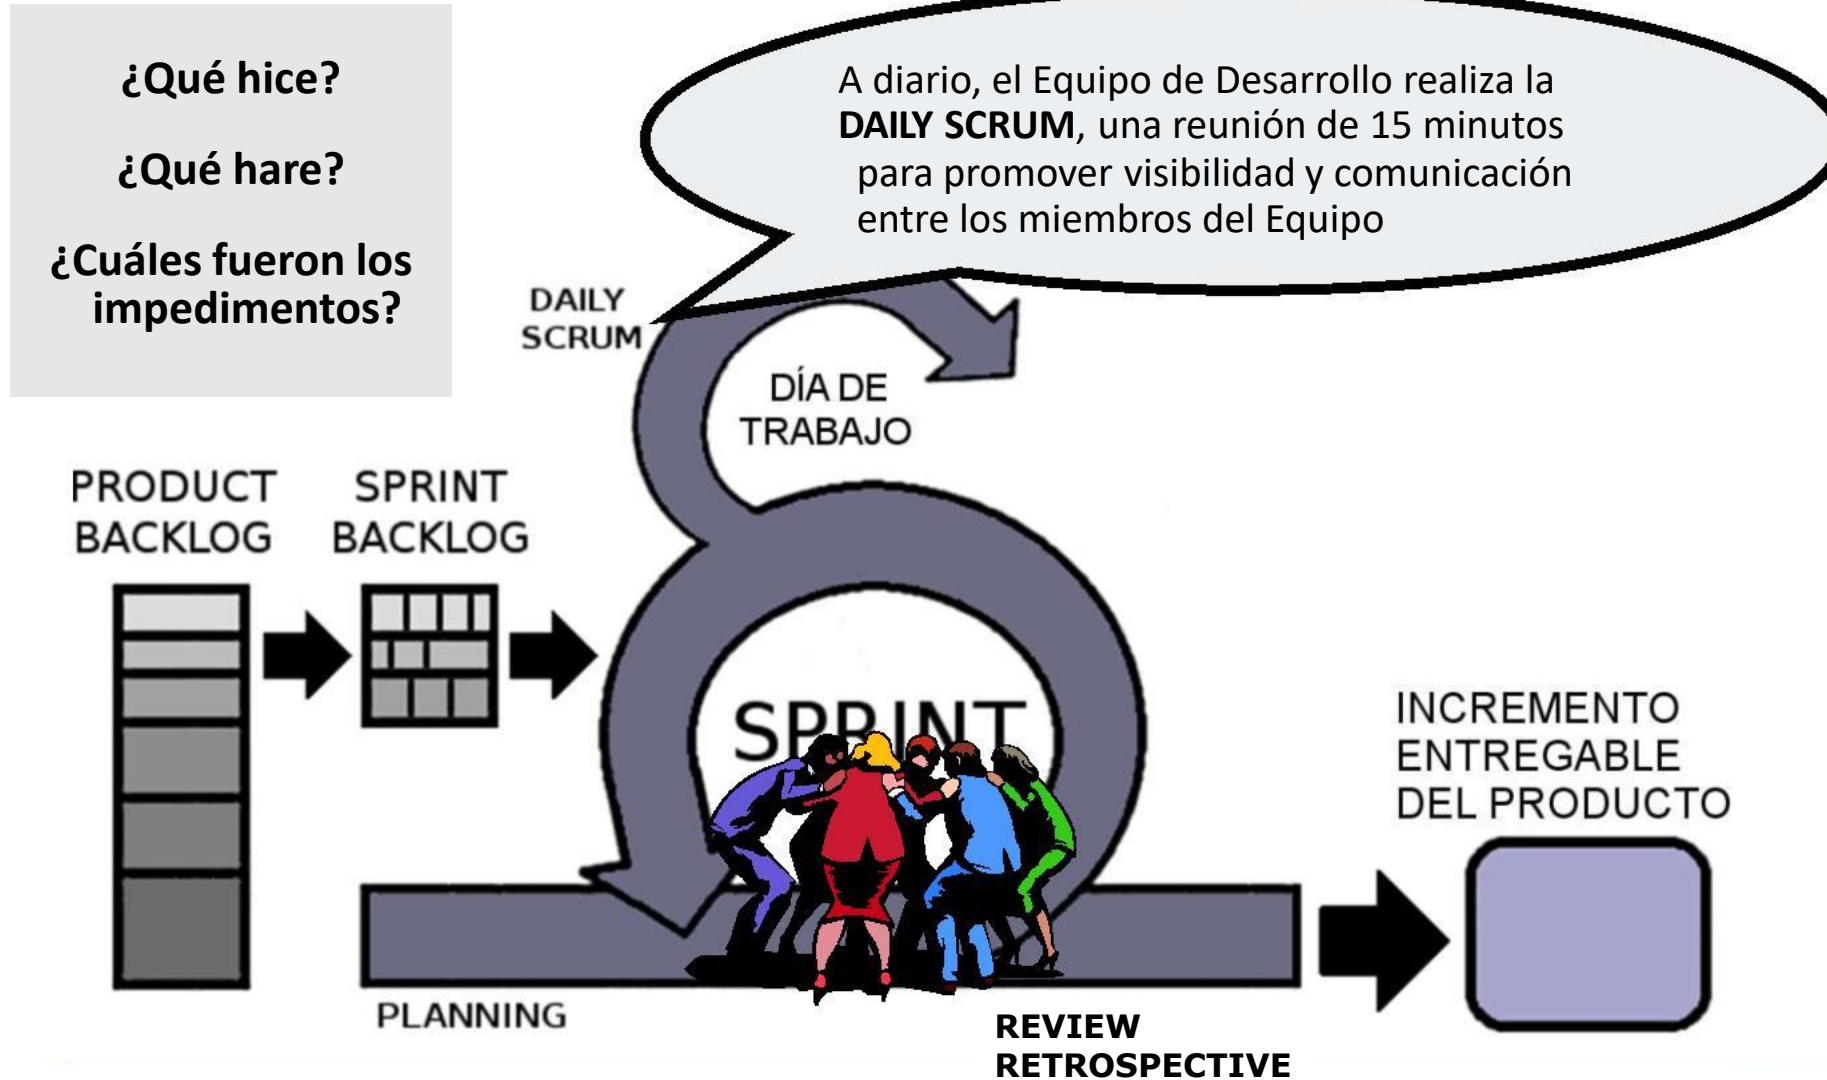 ¿Qué hice?
¿Qué hare?
¿Cuáles fueron los
impedimentos?
A diario, el Equipo de Desarrollo realiza la
DAILY SCRUM, una reunión de 15 minutos
para promover visibilidad y comunicación
entre los miembros del Equipo
DAILY
SCRUM
DÍA DE
TRABAJO
PRODUCT
BACKLOG
SPRINT
BACKLOG
SPRINT
INCREMENTO
ENTREGABLE
DEL PRODUCTO
PLANNING
REVIEW
RETROSPECTIVE